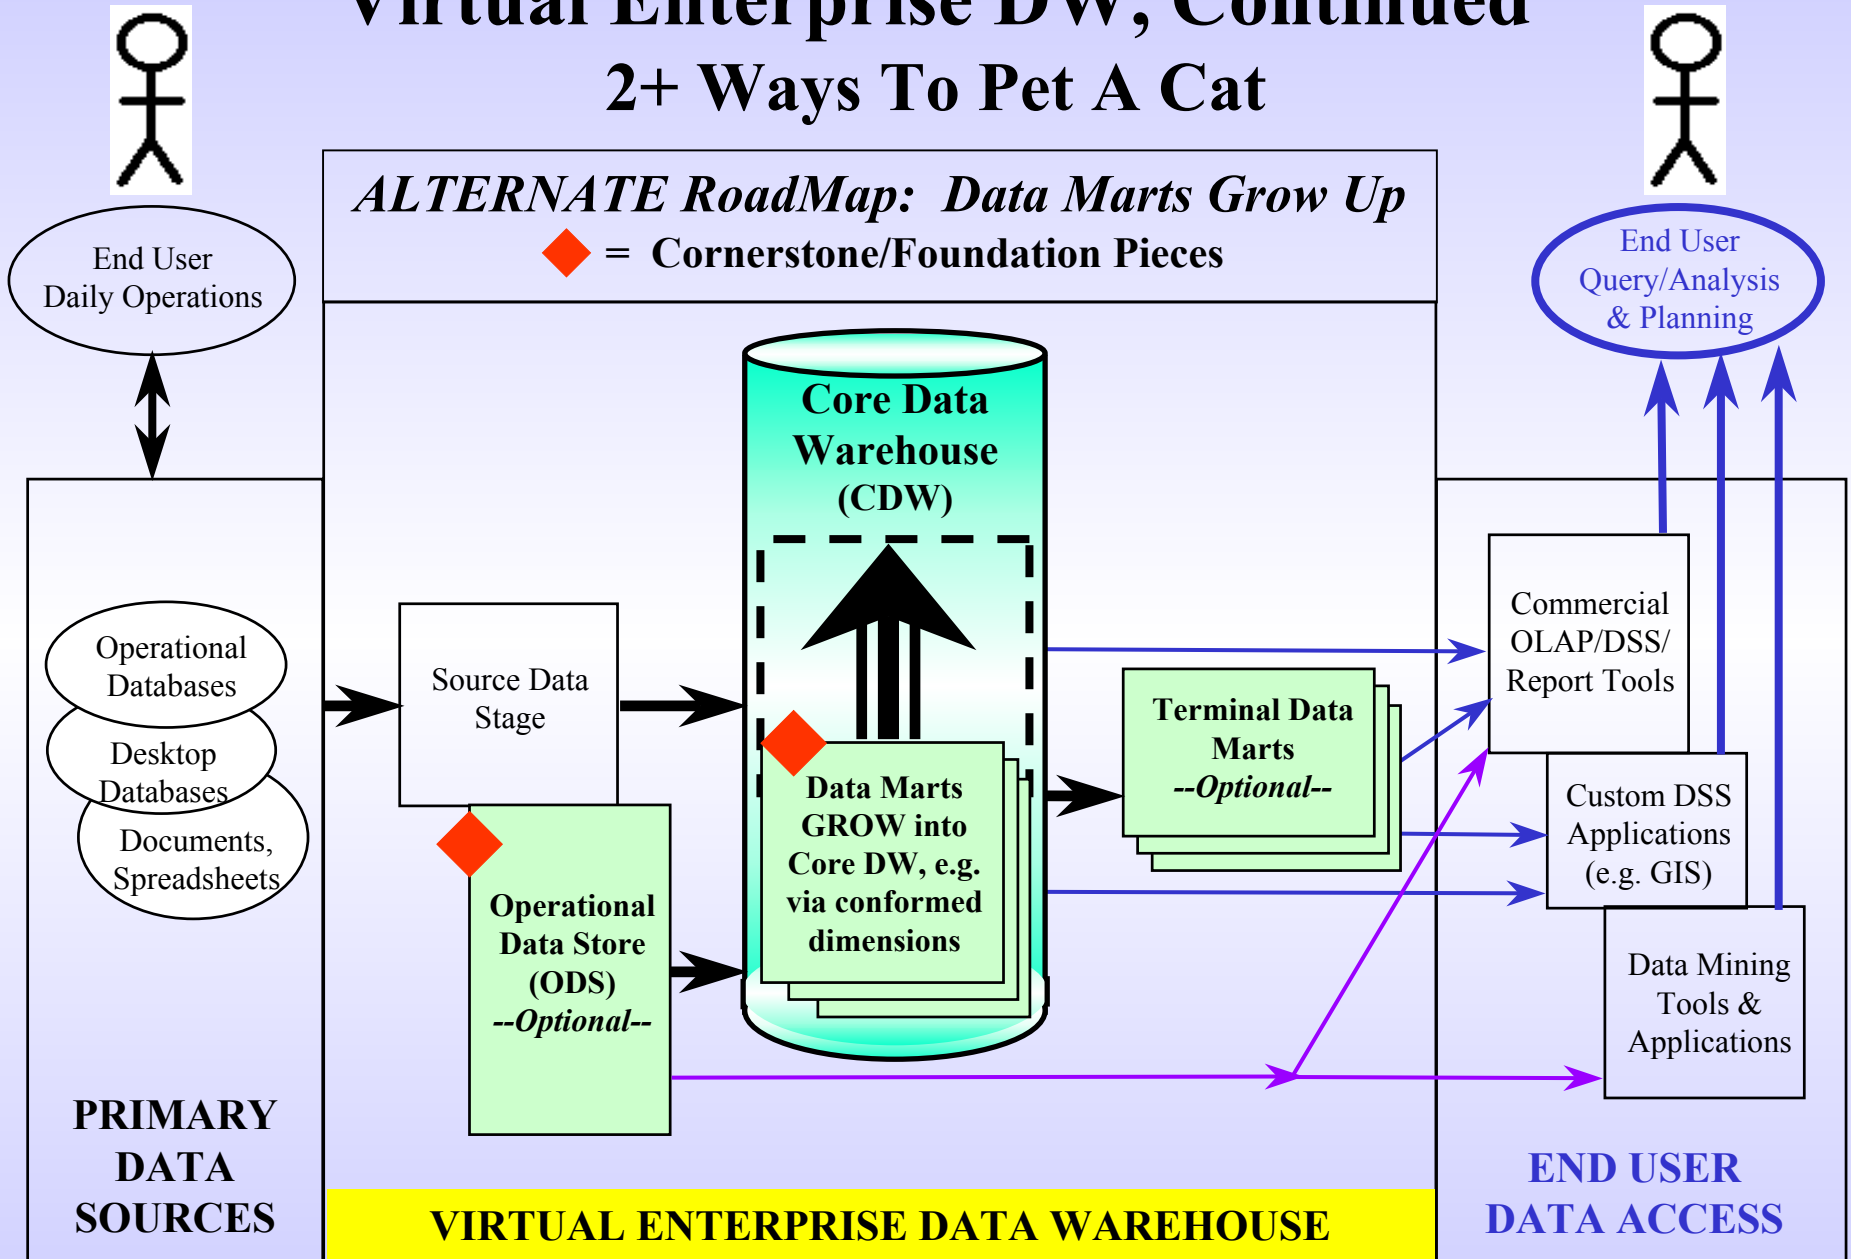 Virtual Enterprise DW, Continued
2+ Ways To Pet A Cat
ALTERNATE RoadMap:  Data Marts Grow Up
= Cornerstone/Foundation Pieces
End User
Daily Operations
End User
Query/Analysis
& Planning
Operational
Databases
Desktop
Databases
Documents,
Spreadsheets
PRIMARY
DATA
SOURCES
Source Data
Stage
Operational
Data Store
(ODS)
--Optional--
Core Data
Warehouse
(CDW)
Data Marts
GROW into
Core DW, e.g.
via conformed
dimensions
Terminal Data
Marts
--Optional--
Commercial
OLAP/DSS/
Report Tools
Custom DSS
Applications
(e.g. GIS)
Data Mining
Tools &
Applications
END USER
DATA ACCESS
VIRTUAL ENTERPRISE DATA WAREHOUSE